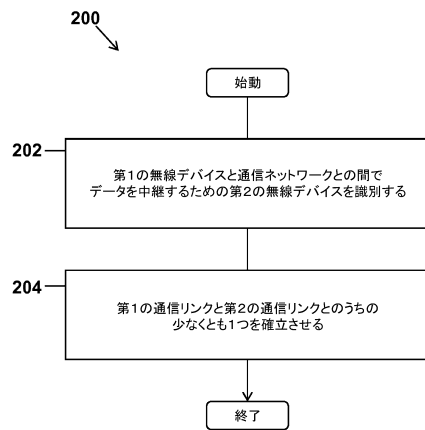 200
始動
202
第1の無線デバイスと通信ネットワークとの間で
データを中継するための第2の無線デバイスを識別する
204
第1の通信リンクと第2の通信リンクとのうちの
少なくとも1つを確立させる
終了